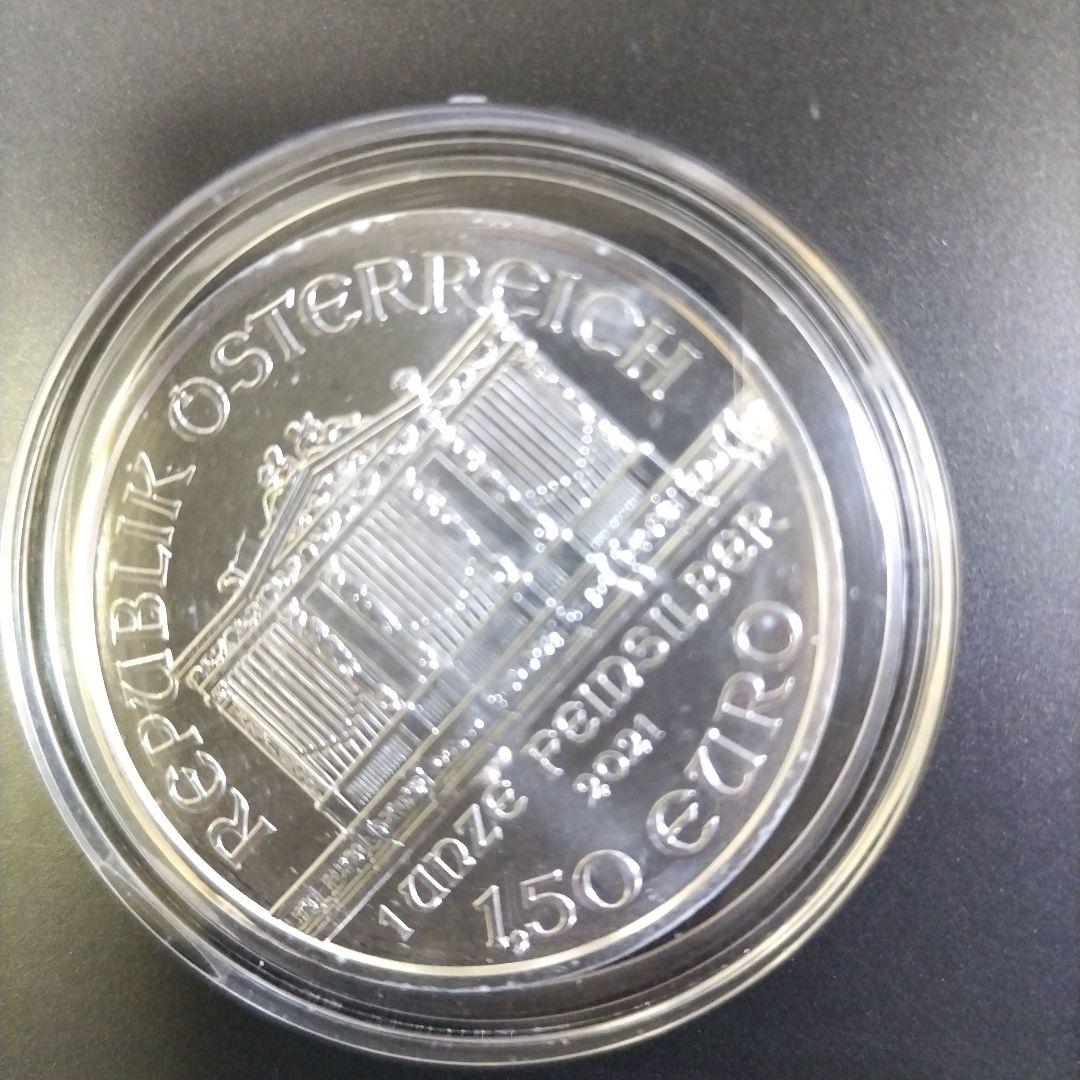 REPUBLIK ÖSTERREICH
1 UNZE FEINSILBER
2021
1,50 EURO